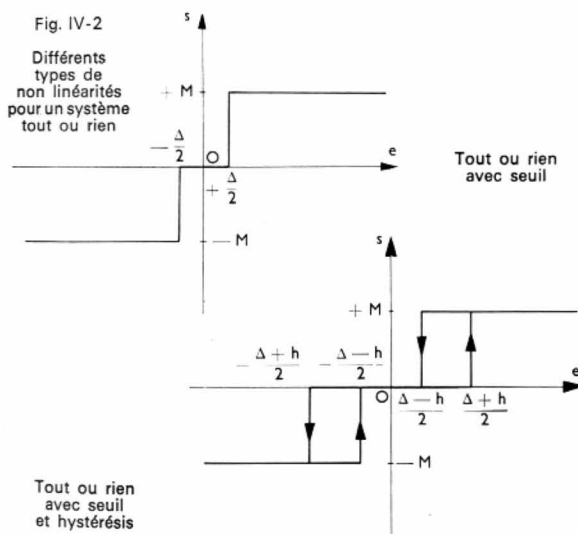 Fig. IV-2
Différents
types de
non linéarités
pour un système
tout ou rien
s
+ M
— Δ/2
O
e
+ Δ/2
— M
Tout ou rien
avec seuil
s
+ M
— Δ + h/2
— Δ — h/2
e
O
Δ — h/2
Δ + h/2
— M
Tout ou rien
avec seuil
et hystérésis